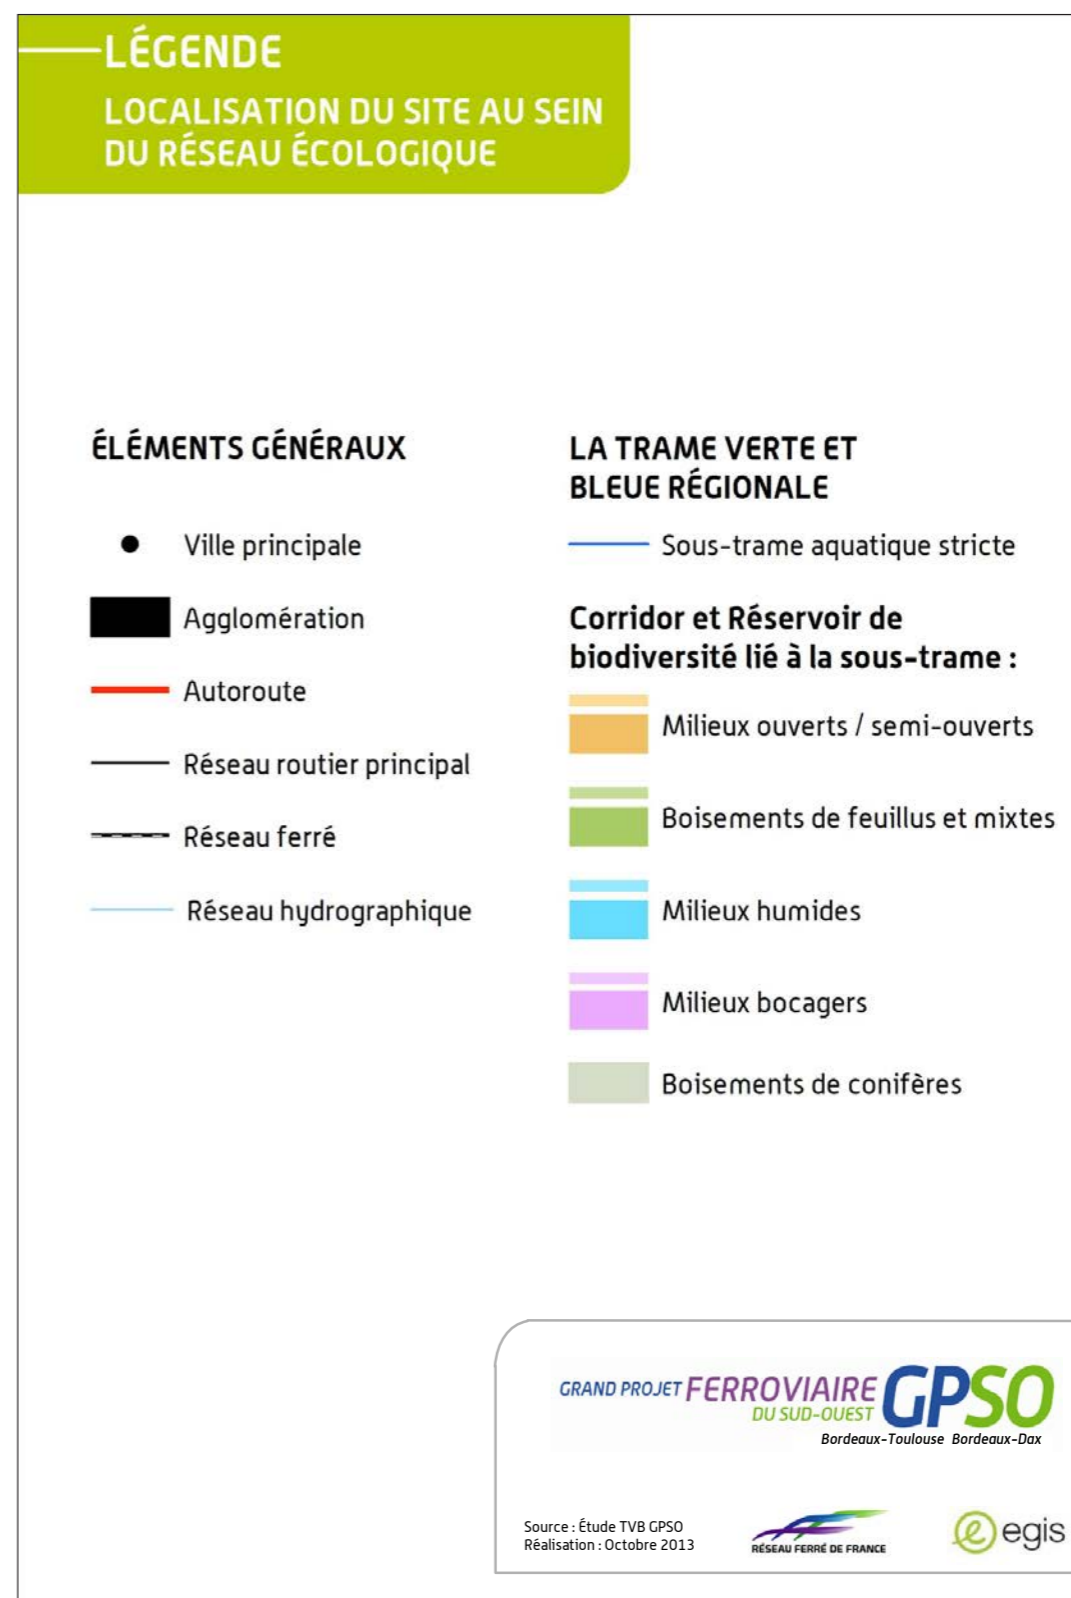 LÉGENDE
LOCALISATION DU SITE AU SEIN
DU RÉSEAU ÉCOLOGIQUE
ÉLÉMENTS GÉNÉRAUX
Ville principale
Agglomération
Autoroute
Réseau routier principal
Réseau ferré
Réseau hydrographique
LA TRAME VERTE ET
BLEUE RÉGIONALE
Sous-trame aquatique stricte
Corridor et Réservoir de
biodiversité lié à la sous-trame :
Milieux ouverts / semi-ouverts
Boisements de feuillus et mixtes
Milieux humides
Milieux bocagers
Boisements de conifères
GRAND PROJET FERROVIAIRE
DU SUD-OUEST
GPSO
Bordeaux-Toulouse Bordeaux-Dax
Source : Étude TVB GPSO
Réalisation : Octobre 2013
RÉSEAU FERRÉ DE FRANCE
egis